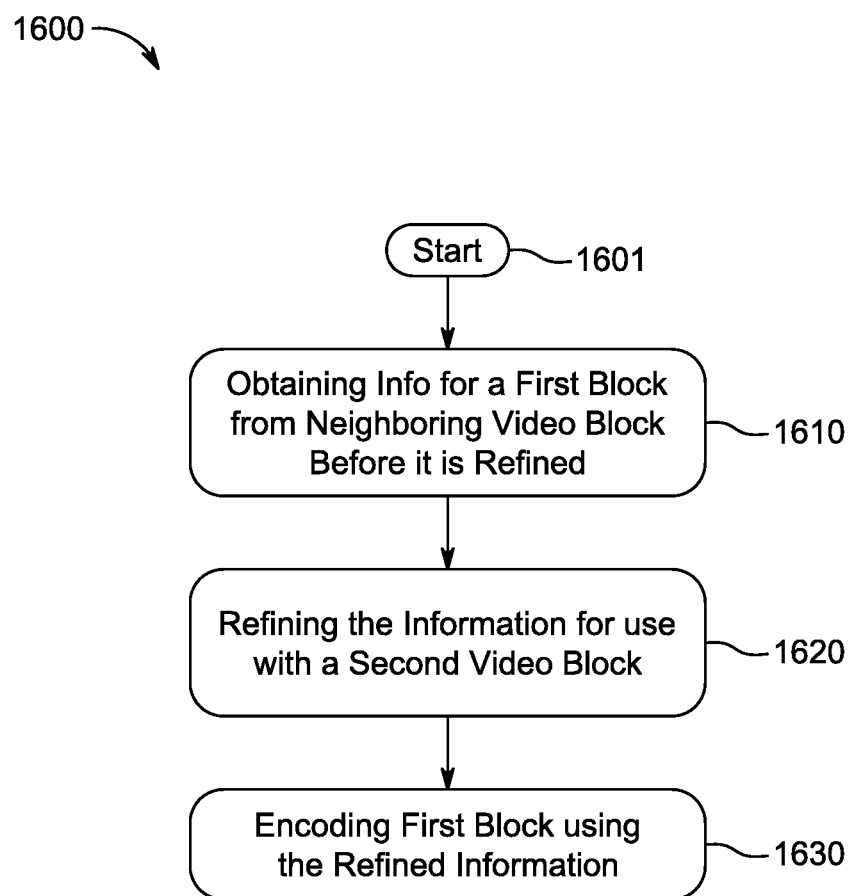 1600
Start
1601
Obtaining Info for a First Block
from Neighboring Video Block
Before it is Refined
1610
Refining the Information for use
with a Second Video Block
1620
Encoding First Block using
the Refined Information
1630